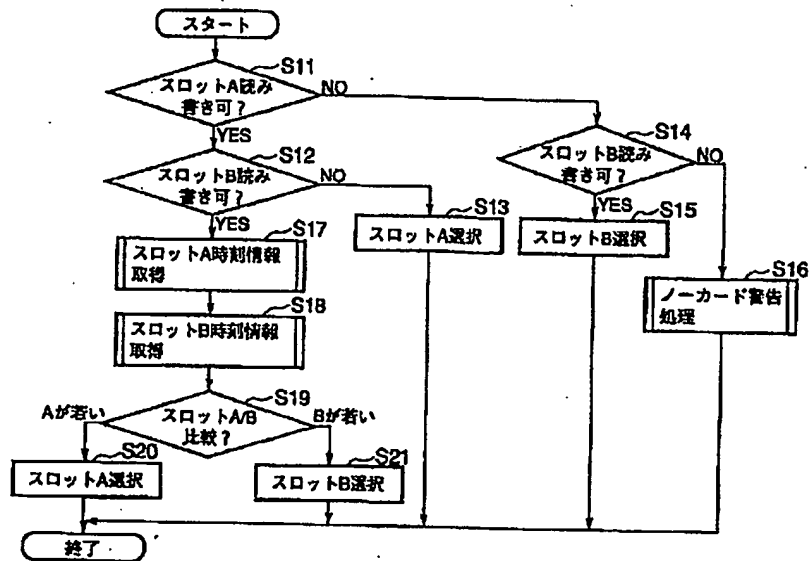 スタート
S11
スロットA読み
書き可?
NO
YES
S14
スロットB読み
書き可?
NO
YES
S12
スロットB読み
書き可?
NO
YES
S13
スロットA選択
S15
スロットB選択
S17
スロットA時刻情報
取得
S16
ノーカード警告
処理
S18
スロットB時刻情報
取得
S19
スロットA/B
比較?
Aが若い
Bが若い
S20
スロットA選択
S21
スロットB選択
終了